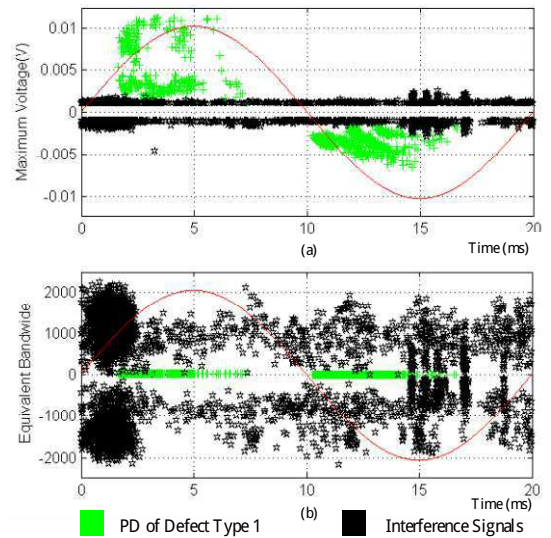 0.01
0.005
0
-0.005
-0.01
Maximum Voltage(V)
0 5 10 15 20
(a)
Time (ms)
2000
1000
0
-1000
-2000
Equivalent Bandwide
0 5 10 15 20
(b)
Time (ms)
PD of Defect Type 1
Interference Signals